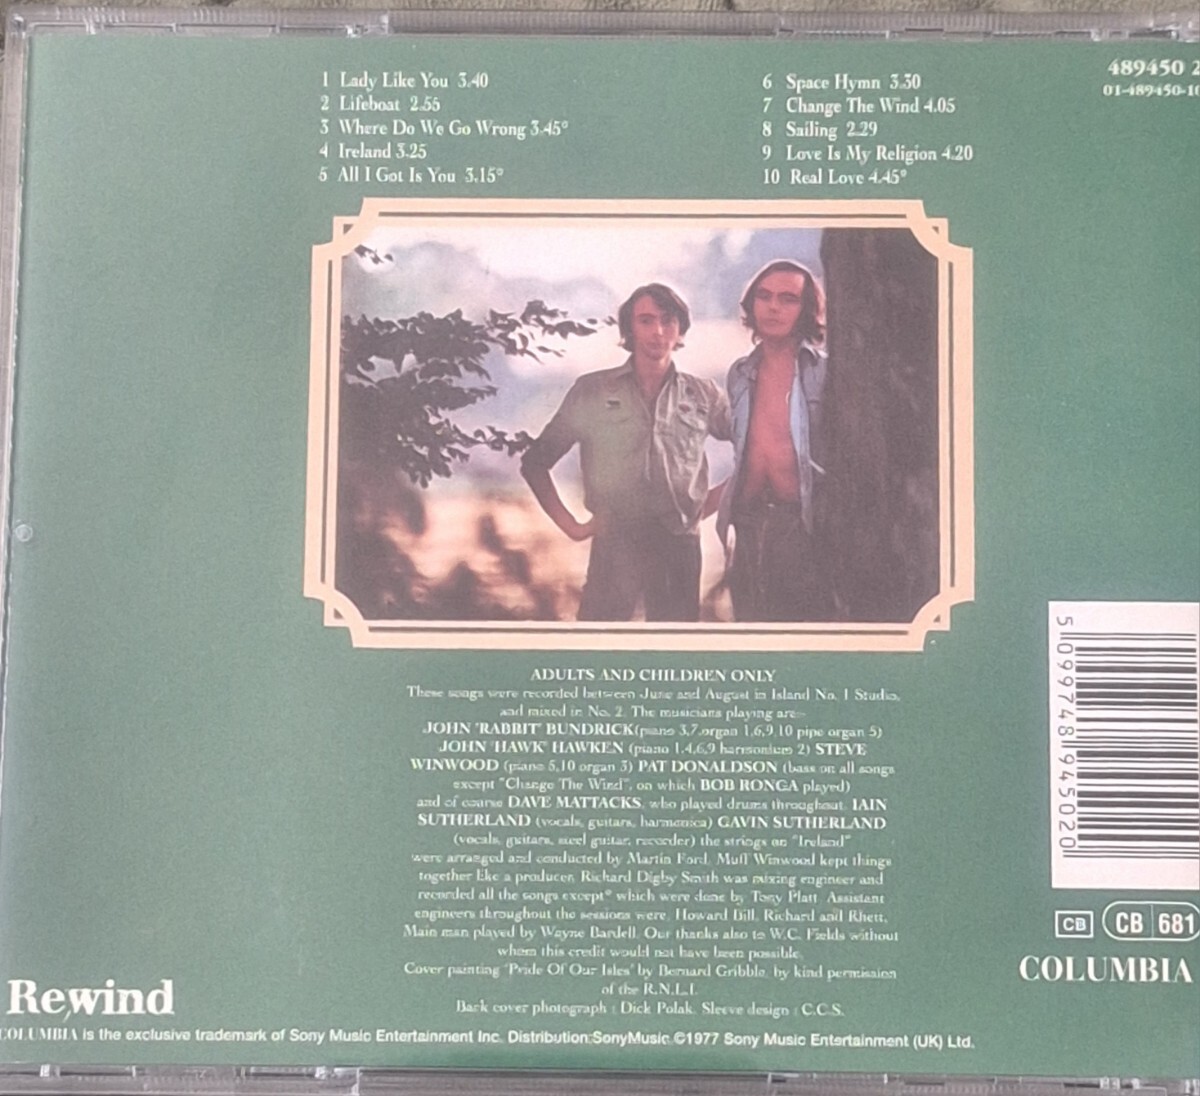 1 Lady Like You 3.40
2 Lifeboat 2.55
3 Where Do We Go Wrong 3.45°
4 Ireland 3.25
5 All I Got Is You 3.15°
6 Space Hymn 3.30
7 Change The Wind 4.05
8 Sailing 2.29
9 Love Is My Religion 4.20
10 Real Love 4.45°
489450 2
01-489450-10
ADULTS AND CHILDREN ONLY
These songs were recorded between June and August in Island No. 1 Studio,
and mixed in No. 2. The musicians playing are-
JOHN 'RABBIT' BUNDRICK (piano 3,7,organ 1,6,9,10 pipe organ 5)
JOHN 'HAWK' HAWKEN (piano 1,4,6,9 harmonium 2) STEVE
WINWOOD (piano 5,10 organ 3) PAT DONALDSON (bass on all songs
except "Change The Wind", on which BOB RONGA played)
and of course DAVE MATTACKS, who played drums throughout. IAIN
SUTHERLAND (vocals, guitars, harmonica) GAVIN SUTHERLAND
(vocals, guitars, steel guitar, recorder) the strings on "Ireland"
were arranged and conducted by Martin Ford, Muff Winwood kept things
together like a producer, Richard Digby Smith was mixing engineer and
recorded all the songs except° which were done by Tony Platt. Assistant
engineers throughout the sessions were, Howard Bill, Richard and Rhett,
Main man played by Wayne Bardell. Our thanks also to W.C. Fields without
whom this credit would not have been possible.
Cover painting 'Pride Of Our Isles' by Bernard Gribble, by kind permission
of the R.N.L.I.
Back cover photograph : Dick Polak. Sleeve design : C.C.S.
5 099748 945020
CB CB 681
COLUMBIA
Rewind
COLUMBIA is the exclusive trademark of Sony Music Entertainment Inc. Distribution:SonyMusic ©1977 Sony Music Entertainment (UK) Ltd.